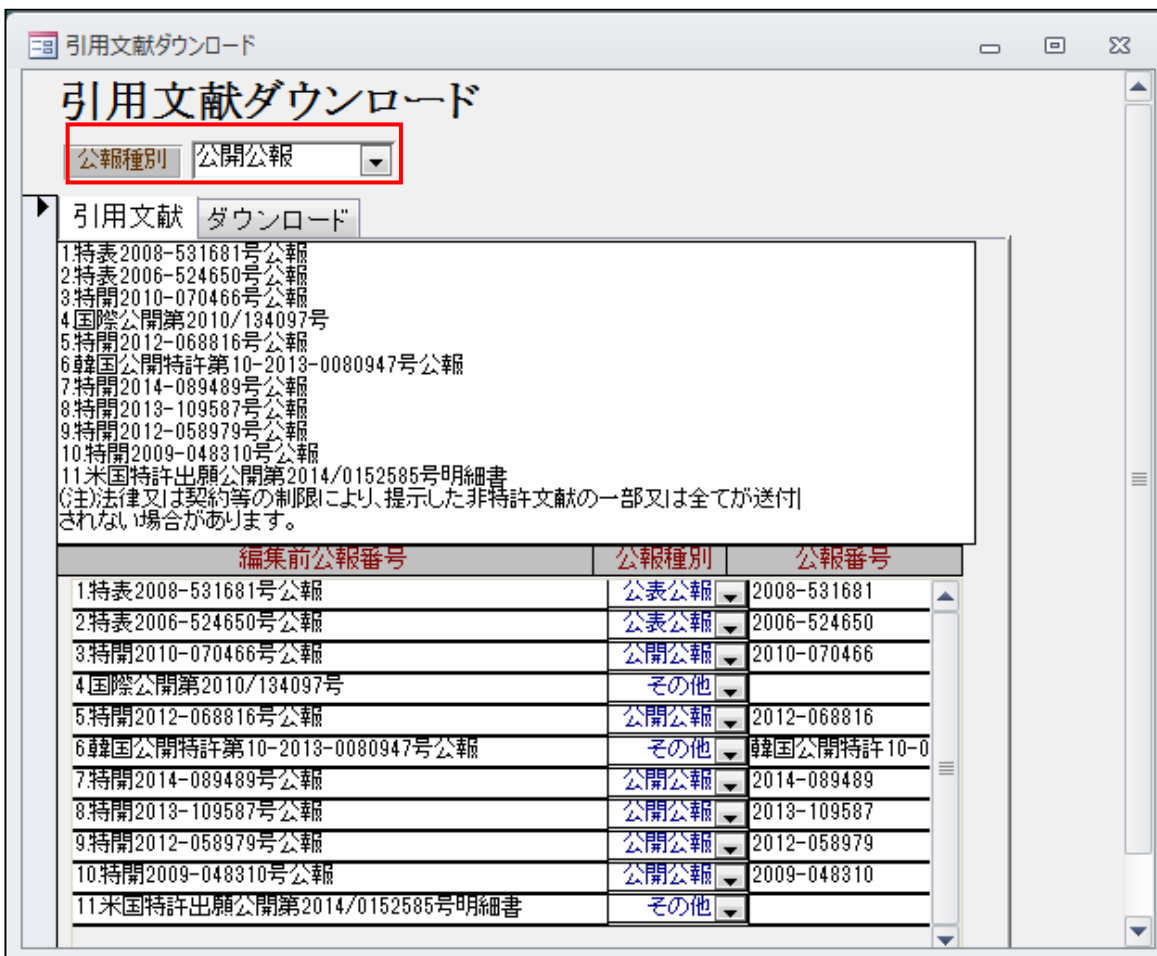 引用文献ダウンロード
引用文献ダウンロード
公報種別 公開公報
引用文献 ダウンロード
1.特表2008-531681号公報
2.特表2006-524650号公報
3.特開2010-070466号公報
4.国際公開第2010/134097号
5.特開2012-068816号公報
6.韓国公開特許第10-2013-0080947号公報
7.特開2014-089489号公報
8.特開2013-109587号公報
9.特開2012-058979号公報
10.特開2009-048310号公報
11.米国特許出願公開第2014/0152585号明細書
(注)法律又は契約等の制限により、提示した非特許文献の一部又は全てが送付
されない場合があります。
編集前公報番号 公報種別 公報番号
1.特表2008-531681号公報 公表公報 2008-531681
2.特表2006-524650号公報 公表公報 2006-524650
3.特開2010-070466号公報 公開公報 2010-070466
4.国際公開第2010/134097号 その他
5.特開2012-068816号公報 公開公報 2012-068816
6.韓国公開特許第10-2013-0080947号公報 その他 韓国公開特許10-0
7.特開2014-089489号公報 公開公報 2014-089489
8.特開2013-109587号公報 公開公報 2013-109587
9.特開2012-058979号公報 公開公報 2012-058979
10.特開2009-048310号公報 公開公報 2009-048310
11.米国特許出願公開第2014/0152585号明細書 その他